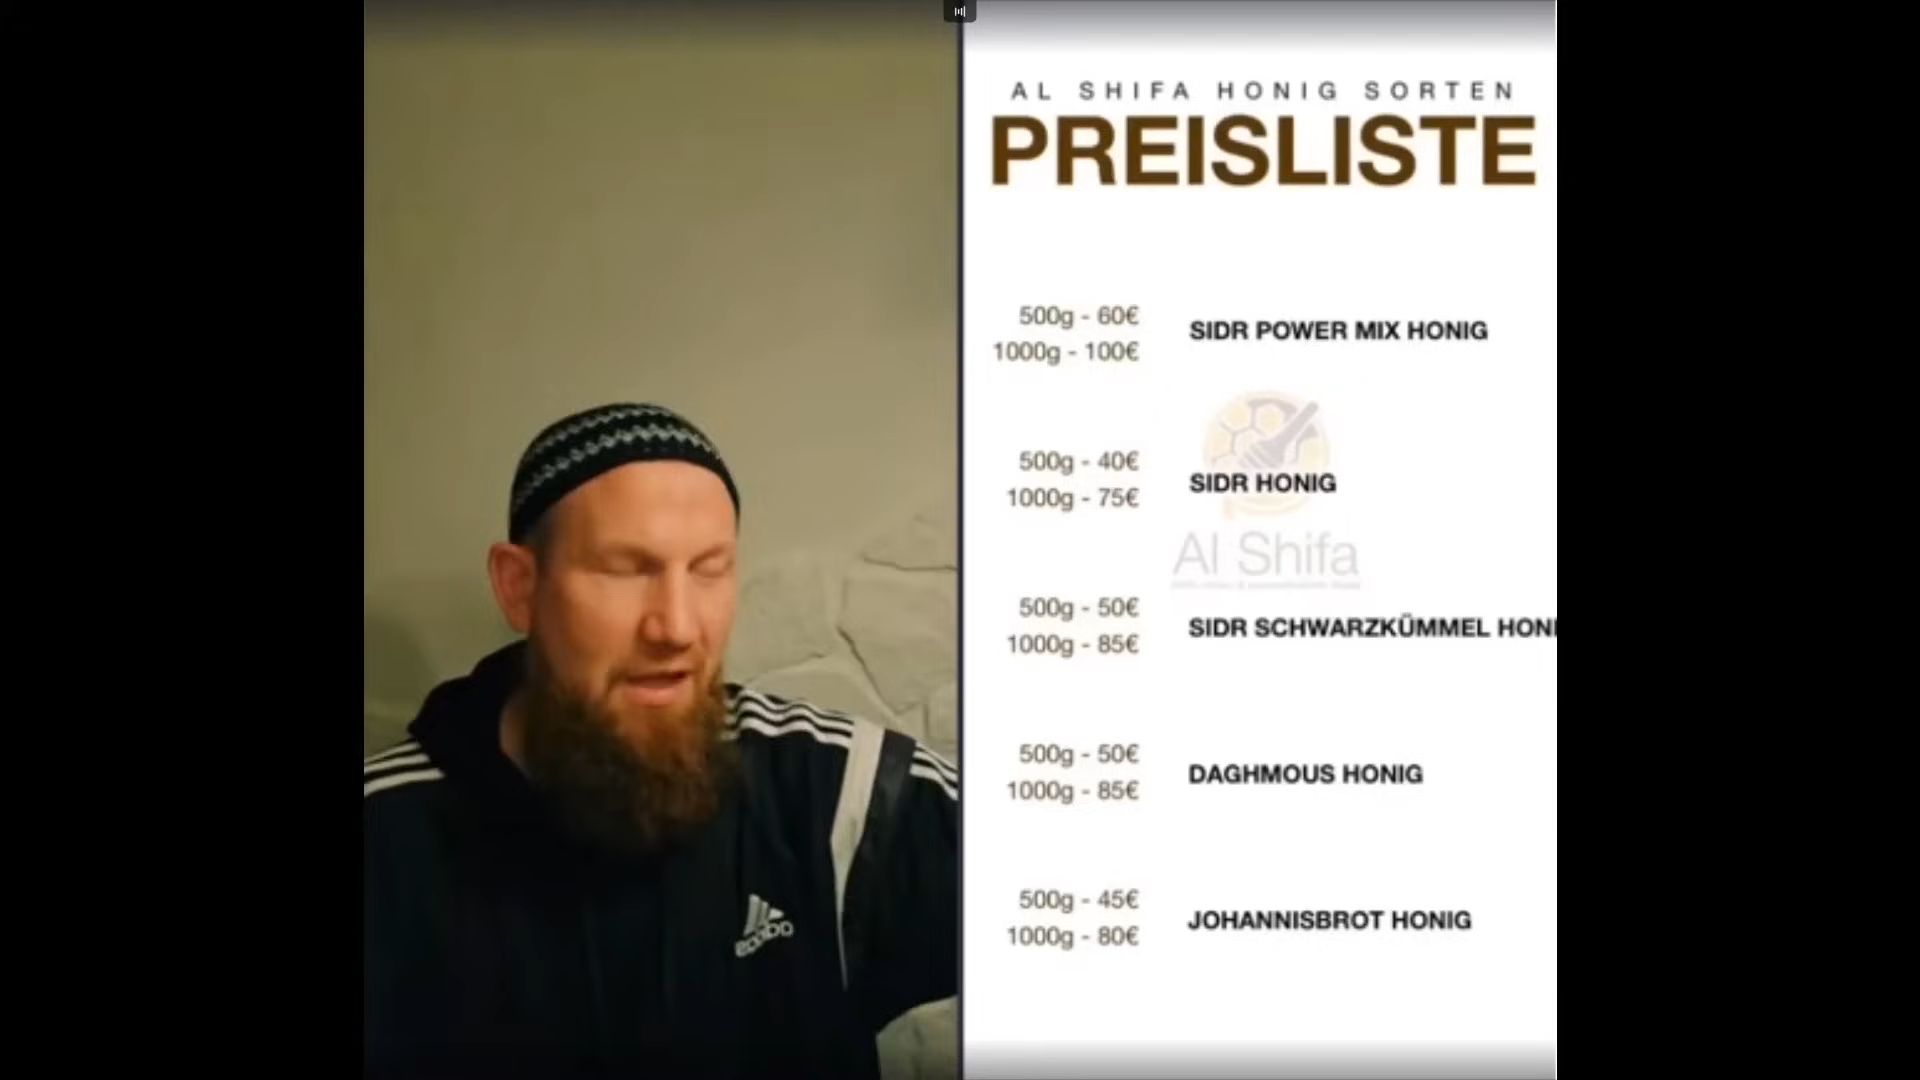 AL SHIFA HONIG SORTEN
PREISLISTE
500g - 60€
1000g - 100€
SIDR POWER MIX HONIG
500g - 40€
1000g - 75€
SIDR HONIG
Al Shifa
500g - 50€
1000g - 85€
SIDR SCHWARZKÜMMEL HONI
500g - 50€
1000g - 85€
DAGHMOUS HONIG
500g - 45€
1000g - 80€
JOHANNISBROT HONIG
adidas